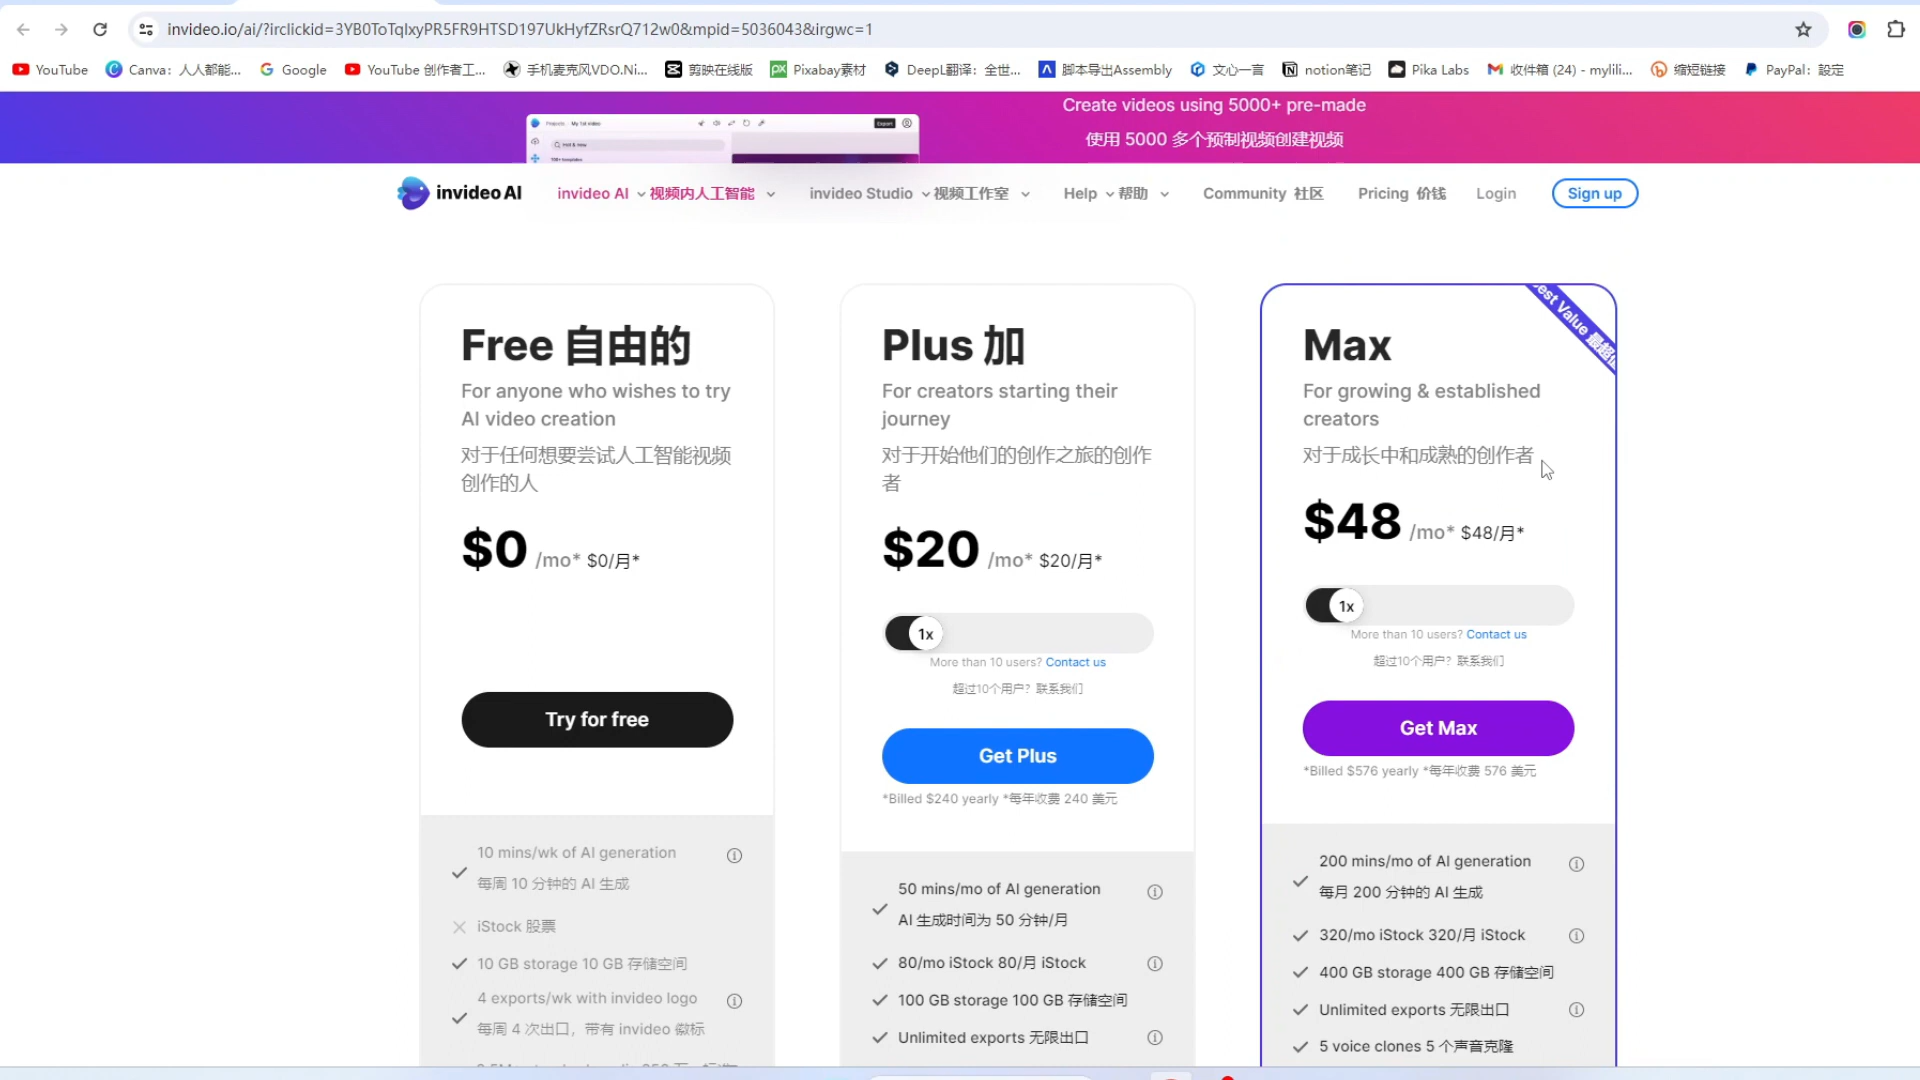 invideo.io/ai/?irclickid=3YB0ToTqIxyPR5FR9HTSD197UkHyfZRsrQ712w0&mpid=5036043&irgwc=1
YouTube
Canva：人人都能...
Google
YouTube 创作者工...
手机麦克风VDO.Ni...
剪映在线版
Pixabay素材
DeepL翻译：全世...
脚本导出Assembly
文心一言
notion笔记
Pika Labs
收件箱 (24) - mylili...
缩短链接
PayPal：設定
Create videos using 5000+ pre-made
使用 5000 多个预制视频创建视频
Projects My 1st video
Export
invideo AI
invideo AI 视频内人工智能
invideo Studio 视频工作室
Help 帮助
Community 社区
Pricing 价钱
Login
Sign up
Free 自由的
For anyone who wishes to try
AI video creation
对于任何想要尝试人工智能视频
创作的人
$0 /mo* $0/月*
Try for free
10 mins/wk of AI generation
每周 10 分钟的 AI 生成
iStock 股票
10 GB storage 10 GB 存储空间
4 exports/wk with invideo logo
每周 4 次出口，带有 invideo 徽标
Plus 加
For creators starting their
journey
对于开始他们的创作之旅的创作
者
$20 /mo* $20/月*
1x
More than 10 users? Contact us
超过10个用户？联系我们
Get Plus
*Billed $240 yearly *每年收费 240 美元
50 mins/mo of AI generation
AI 生成时间为 50 分钟/月
80/mo iStock 80/月 iStock
100 GB storage 100 GB 存储空间
Unlimited exports 无限出口
Best Value
Max
For growing & established
creators
对于成长中和成熟的创作者
$48 /mo* $48/月*
1x
More than 10 users? Contact us
超过10个用户？联系我们
Get Max
*Billed $576 yearly *每年收费 576 美元
200 mins/mo of AI generation
每月 200 分钟的 AI 生成
320/mo iStock 320/月 iStock
400 GB storage 400 GB 存储空间
Unlimited exports 无限出口
5 voice clones 5 个声音克隆